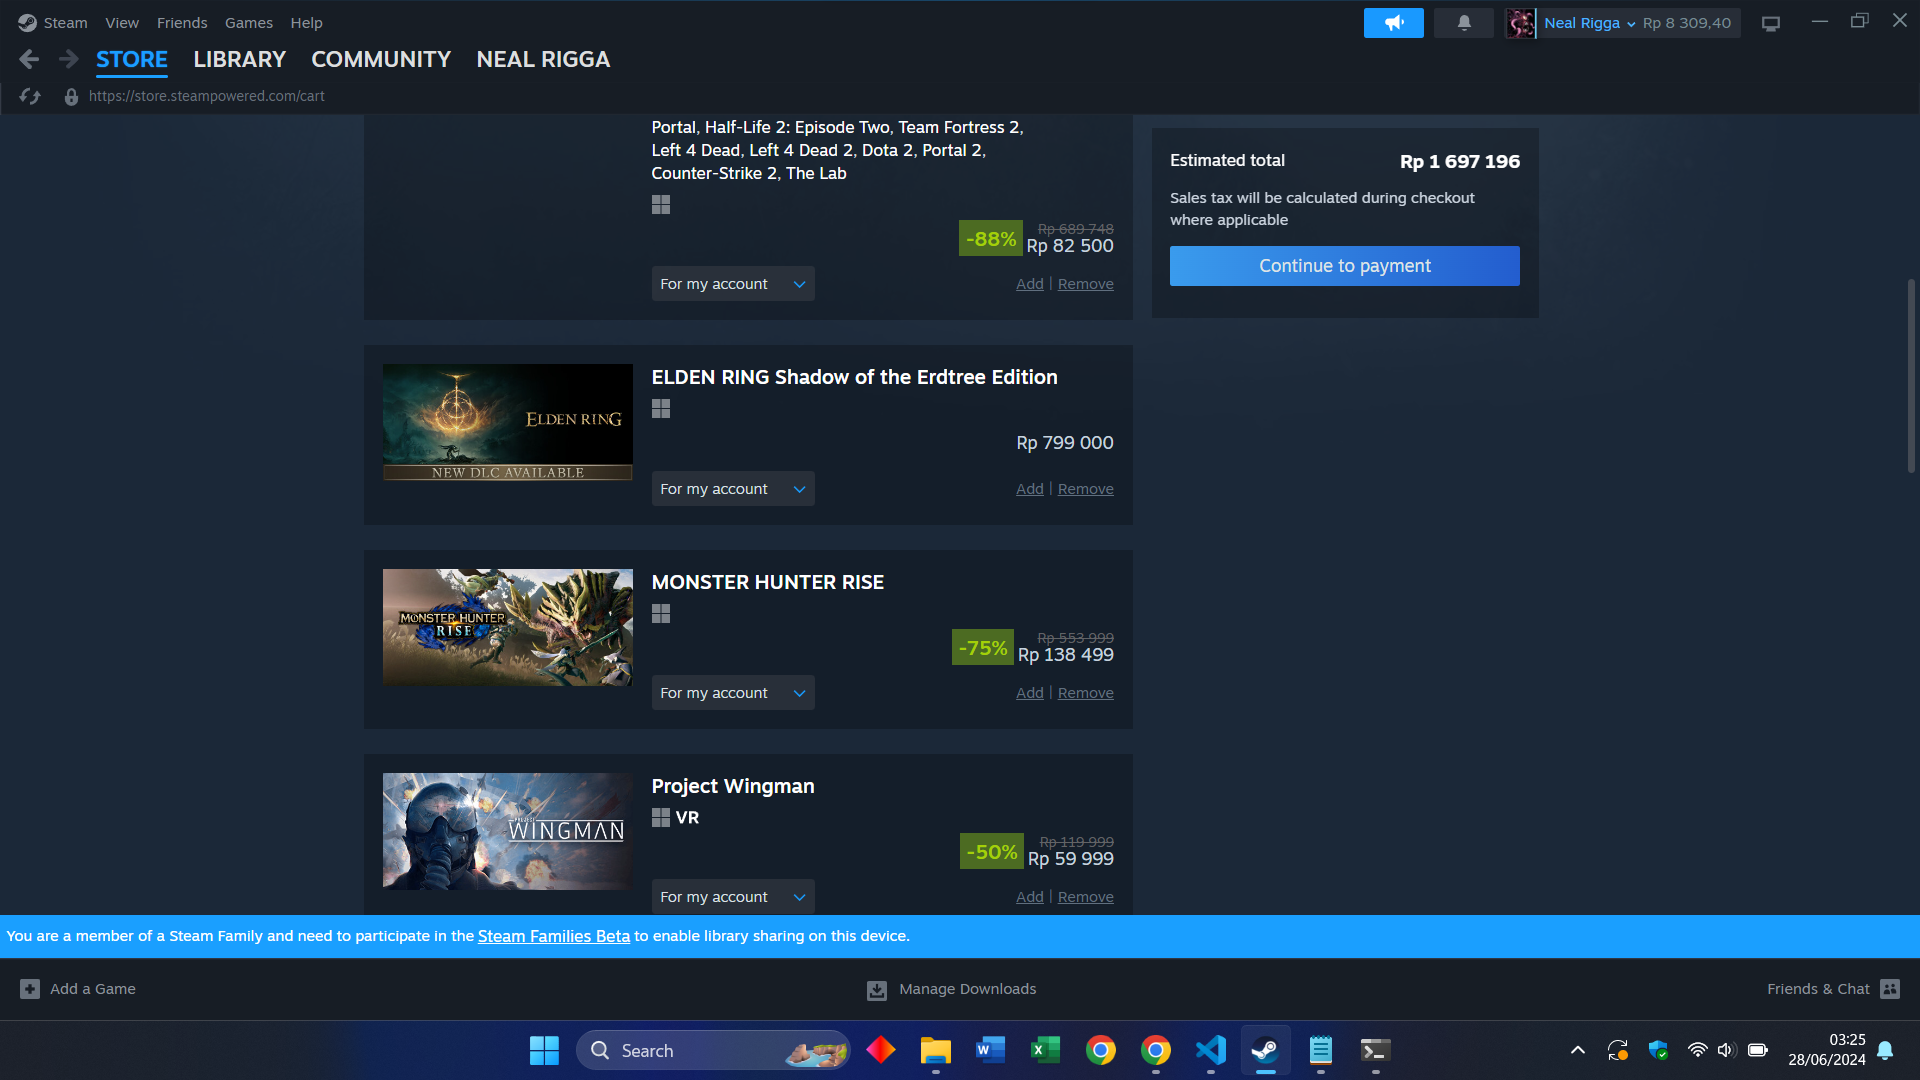 Steam View Friends Games Help
Neal Rigga Rp 8 309,40
STORE LIBRARY COMMUNITY NEAL RIGGA
https://store.steampowered.com/cart
Portal, Half-Life 2: Episode Two, Team Fortress 2,
Left 4 Dead, Left 4 Dead 2, Dota 2, Portal 2,
Counter-Strike 2, The Lab
-88% Rp 689 748
Rp 82 500
For my account
Add | Remove
Estimated total Rp 1 697 196
Sales tax will be calculated during checkout
where applicable
Continue to payment
ELDEN RING
NEW DLC AVAILABLE
ELDEN RING Shadow of the Erdtree Edition
Rp 799 000
For my account
Add | Remove
MONSTER HUNTER
RISE
MONSTER HUNTER RISE
-75% Rp 553 999
Rp 138 499
For my account
Add | Remove
PROJECT
WINGMAN
Project Wingman
VR
-50% Rp 119 999
Rp 59 999
For my account
Add | Remove
You are a member of a Steam Family and need to participate in the Steam Families Beta to enable library sharing on this device.
Add a Game
Manage Downloads
Friends & Chat
Search
03:25
28/06/2024